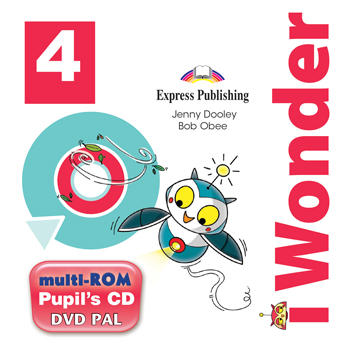 4
Express Publishing
Jenny Dooley
Bob Obee
i Wonder
multi-ROM
Pupil's CD
DVD PAL